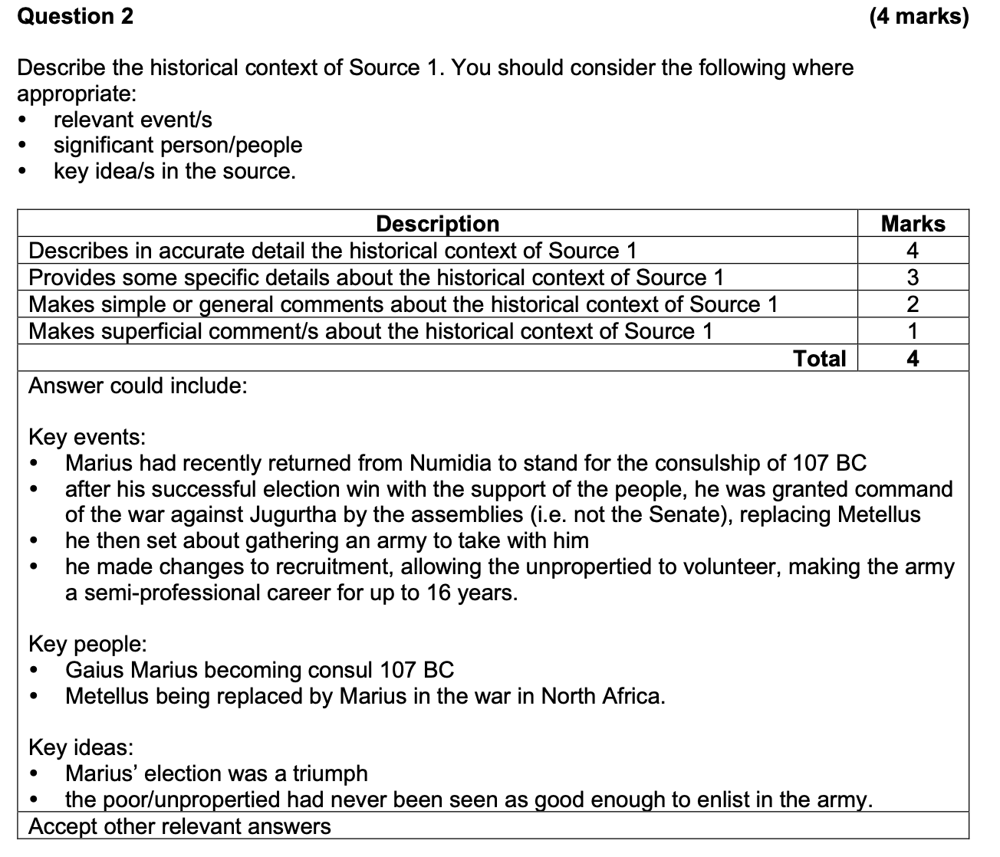 Question 2 (4 marks)
Describe the historical context of Source 1. You should consider the following where
appropriate:
• relevant event/s
• significant person/people
• key idea/s in the source.
Description Marks
Describes in accurate detail the historical context of Source 1 4
Provides some specific details about the historical context of Source 1 3
Makes simple or general comments about the historical context of Source 1 2
Makes superficial comment/s about the historical context of Source 1 1
Total 4
Answer could include:
Key events:
• Marius had recently returned from Numidia to stand for the consulship of 107 BC
• after his successful election win with the support of the people, he was granted command
of the war against Jugurtha by the assemblies (i.e. not the Senate), replacing Metellus
• he then set about gathering an army to take with him
• he made changes to recruitment, allowing the unpropertied to volunteer, making the army
a semi-professional career for up to 16 years.
Key people:
• Gaius Marius becoming consul 107 BC
• Metellus being replaced by Marius in the war in North Africa.
Key ideas:
• Marius’ election was a triumph
• the poor/unpropertied had never been seen as good enough to enlist in the army.
Accept other relevant answers